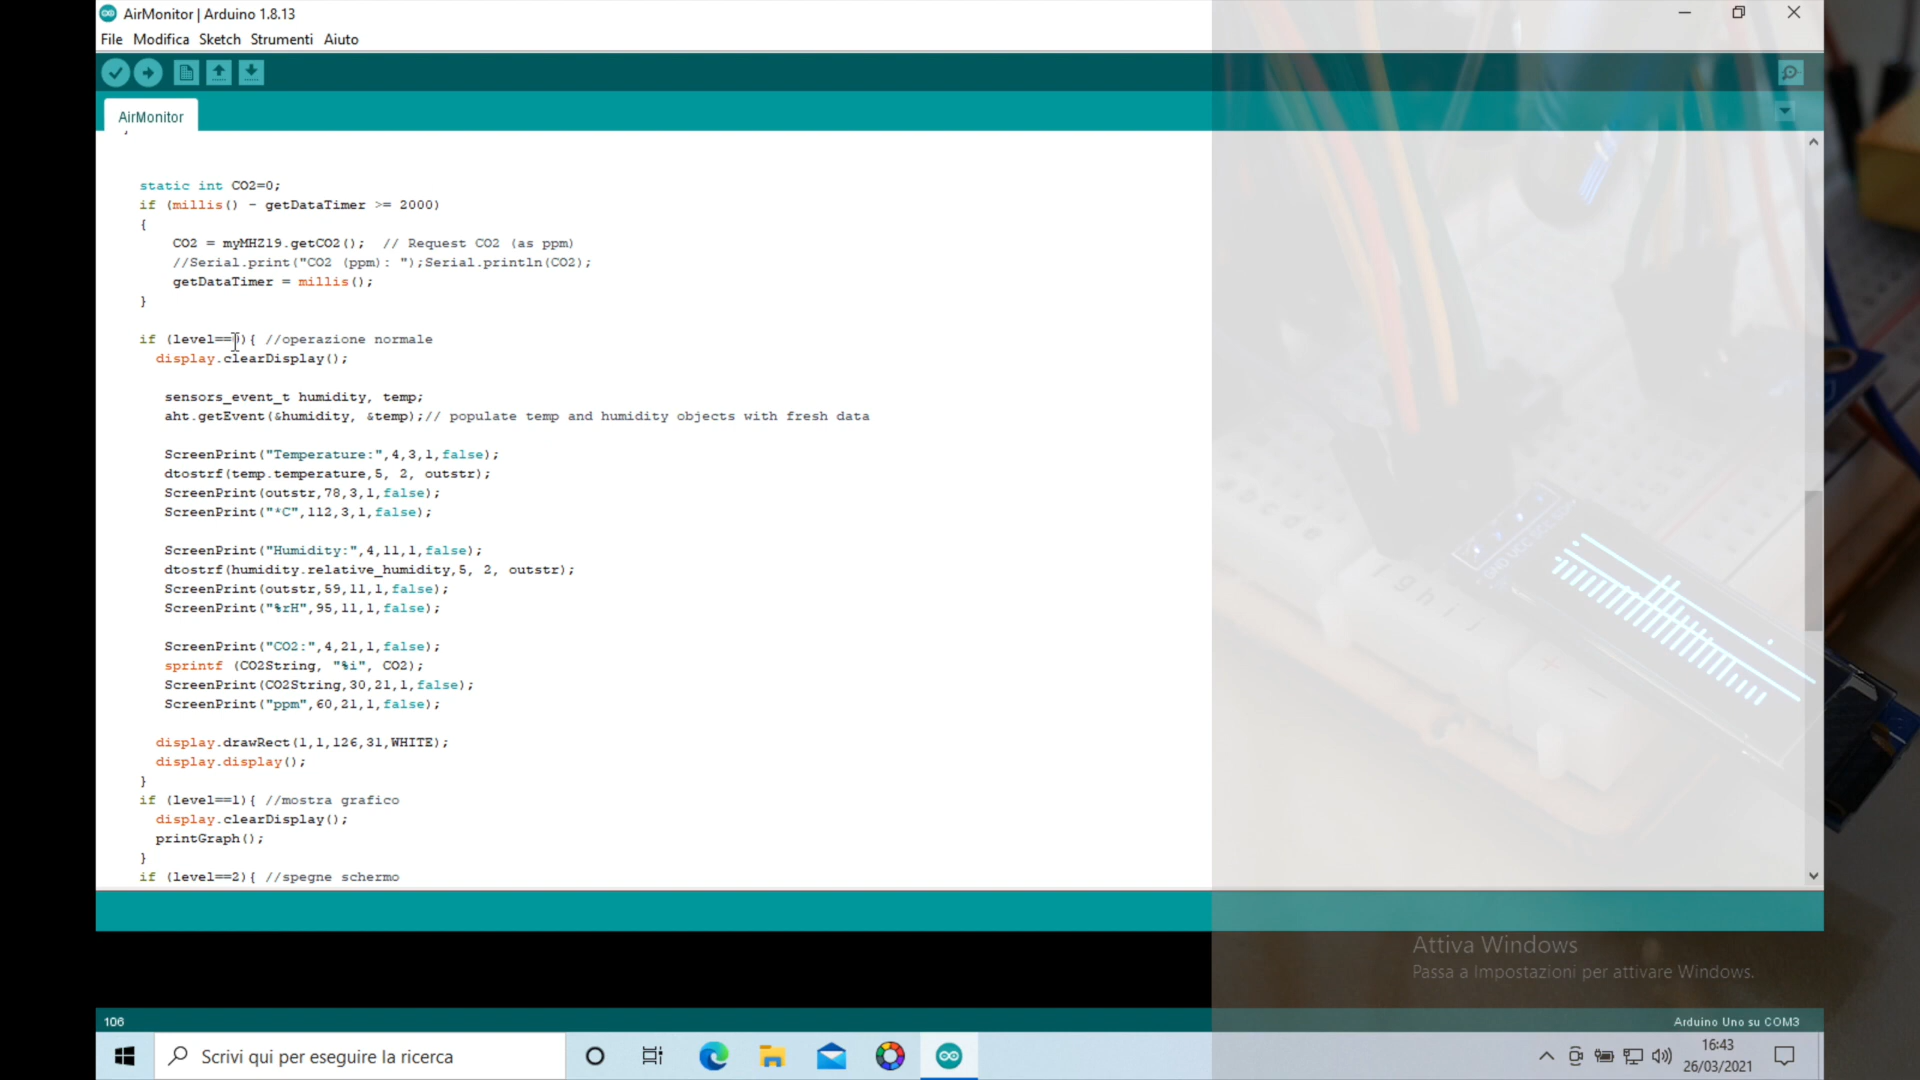 AirMonitor | Arduino 1.8.13
File Modifica Sketch Strumenti Aiuto
AirMonitor
}
static int CO2=0;
if (millis() - getDataTimer >= 2000)
{
CO2 = myMHZ19.getCO2(); // Request CO2 (as ppm)
//Serial.print("CO2 (ppm): ");Serial.println(CO2);
getDataTimer = millis();
}
if (level==0){ //operazione normale
display.clearDisplay();
sensors_event_t humidity, temp;
aht.getEvent(&humidity, &temp);// populate temp and humidity objects with fresh data
ScreenPrint("Temperature:",4,3,1,false);
dtostrf(temp.temperature,5, 2, outstr);
ScreenPrint(outstr,78,3,1,false);
ScreenPrint("*C",112,3,1,false);
ScreenPrint("Humidity:",4,11,1,false);
dtostrf(humidity.relative_humidity,5, 2, outstr);
ScreenPrint(outstr,59,11,1,false);
ScreenPrint("%rH",95,11,1,false);
ScreenPrint("CO2:",4,21,1,false);
sprintf (CO2String, "%i", CO2);
ScreenPrint(CO2String,30,21,1,false);
ScreenPrint("ppm",60,21,1,false);
display.drawRect(1,1,126,31,WHITE);
display.display();
}
if (level==1){ //mostra grafico
display.clearDisplay();
printGraph();
}
if (level==2){ //spegne schermo
GND VCC
f g h i j
Attiva Windows
Passa a Impostazioni per attivare Windows.
106
Arduino Uno su COM3
Scrivi qui per eseguire la ricerca
16:43
26/03/2021